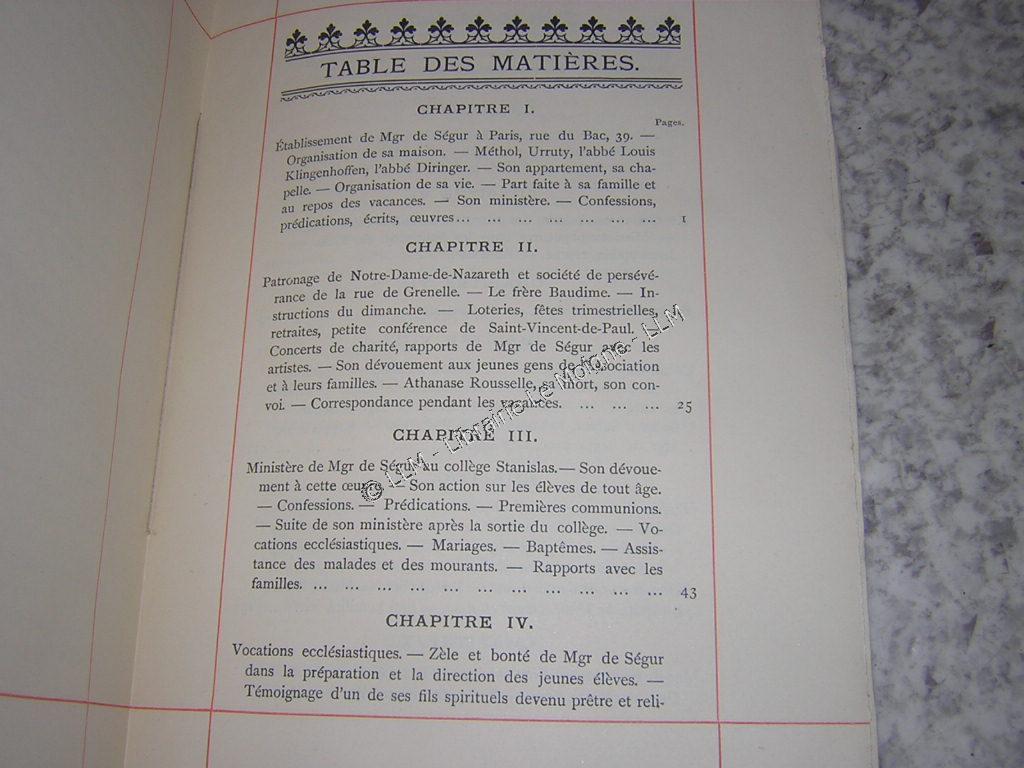 TABLE DES MATIÈRES.
CHAPITRE I.
Pages.
Établissement de Mgr de Ségur à Paris, rue du Bac, 39. —
Organisation de sa maison. — Méthol, Urruty, l'abbé Louis
Klingenhoffen, l'abbé Diringer. — Son appartement, sa cha-
pelle. — Organisation de sa vie. — Part faite à sa famille et
au repos des vacances. — Son ministère. — Confessions,
prédications, écrits, œuvres... ... ... ... ... ... ... 1
CHAPITRE II.
Patronage de Notre-Dame-de-Nazareth et société de persévé-
rance de la rue de Grenelle. — Le frère Baudime. — In-
structions du dimanche. — Loteries, fêtes trimestrielles,
retraites, petite conférence de Saint-Vincent-de-Paul. —
Concerts de charité, rapports de Mgr de Ségur avec les
artistes. — Son dévouement aux jeunes gens de l'association
et à leurs familles. — Athanase Rousselle, sa mort, son con-
voi. — Correspondance pendant les vacances. ... ... ... 25
CHAPITRE III.
Ministère de Mgr de Ségur au collège Stanislas. — Son dévoue-
ment à cette œuvre. — Son action sur les élèves de tout âge.
— Confessions. — Prédications. — Premières communions.
— Suite de son ministère après la sortie du collège. — Vo-
cations ecclésiastiques. — Mariages. — Baptêmes. — Assis-
tance des malades et des mourants. — Rapports avec les
familles. ... ... ... ... ... ... ... ... ... ... ... 43
CHAPITRE IV.
Vocations ecclésiastiques. — Zèle et bonté de Mgr de Ségur
dans la préparation et la direction des jeunes élèves. —
Témoignage d'un de ses fils spirituels devenu prêtre et reli-
© LLM - Librairie Le Moigne - LLM